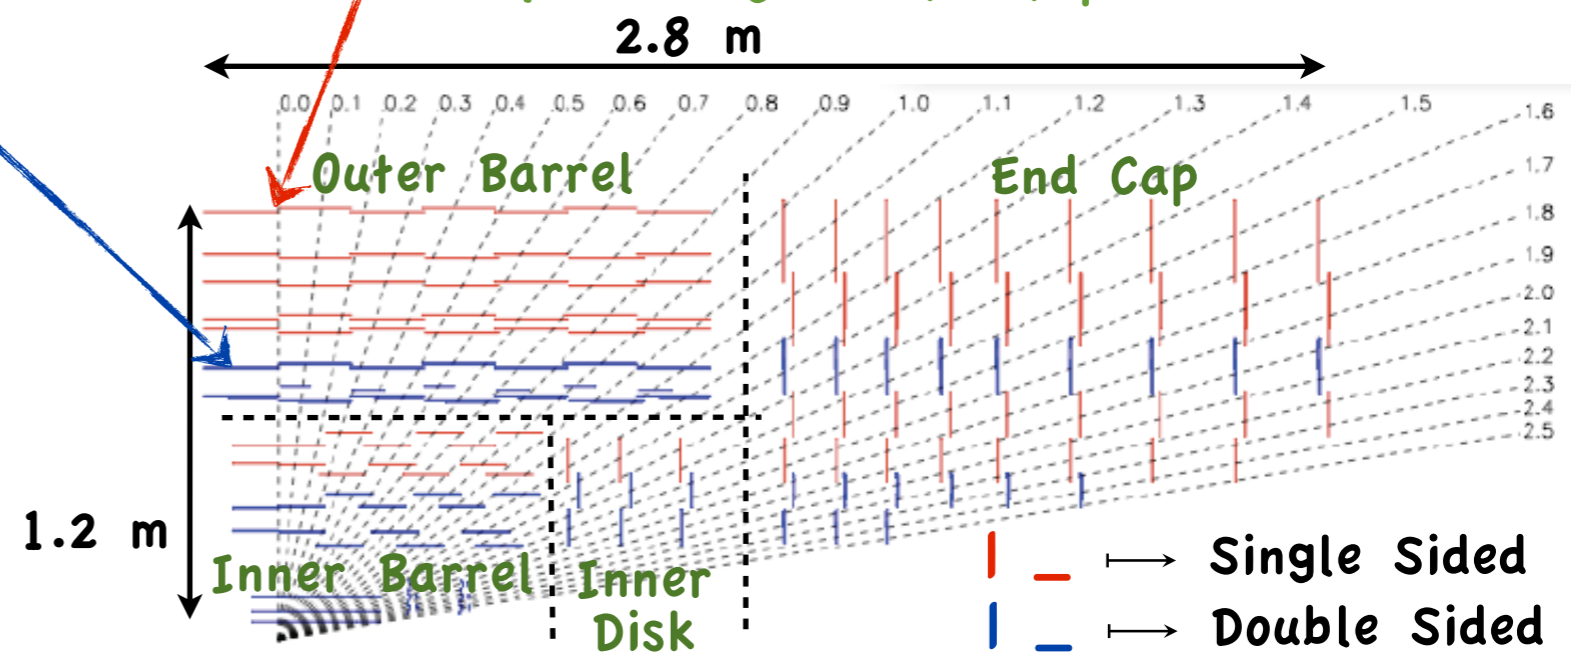 2.8 m
0.0 0.1 0.2 0.3 0.4 0.5 0.6 0.7 0.8 0.9 1.0 1.1 1.2 1.3 1.4 1.5 1.6
Outer Barrel
End Cap
1.7
1.8
1.9
2.0
2.1
2.2
2.3
2.4
2.5
1.2 m
Inner Barrel
Inner
Disk
Single Sided
Double Sided